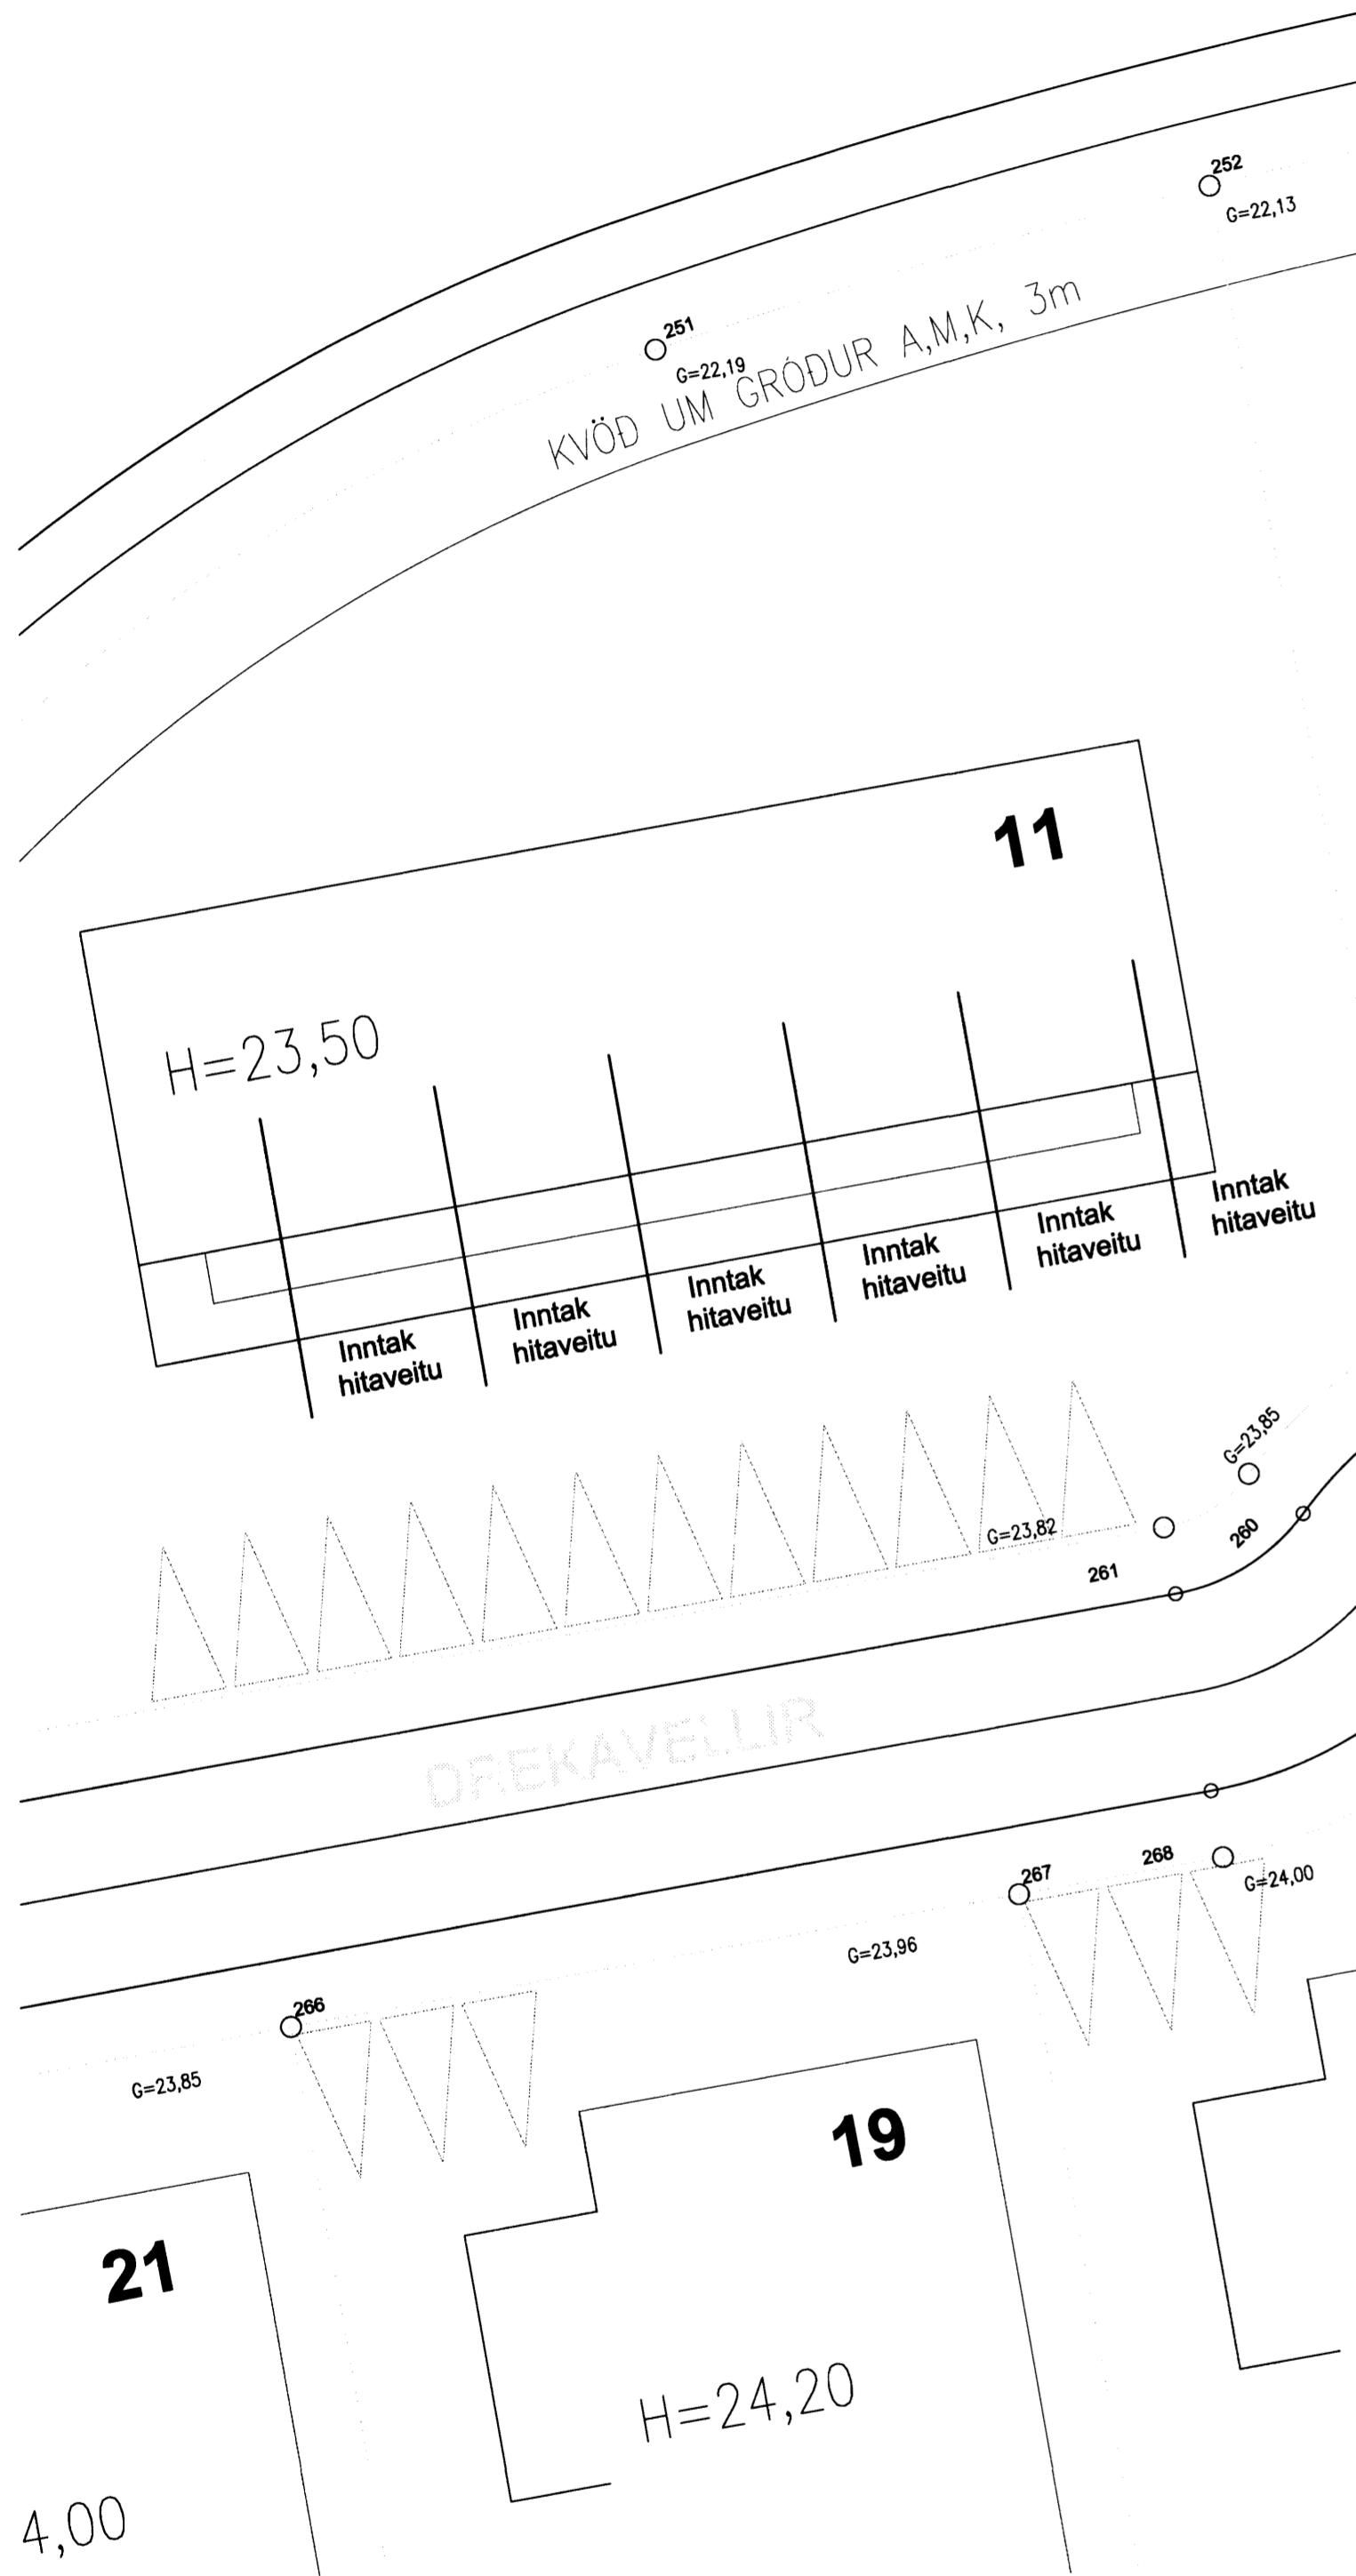 252
G=22,13
251
G=22,19
KVÖÐ UM GRÓÐUR A,M,K, 3m
11
H=23,50
Inntak
hitaveitu
Inntak
hitaveitu
Inntak
hitaveitu
Inntak
hitaveitu
Inntak
hitaveitu
Inntak
hitaveitu
G=23,85
G=23,82
260
261
DREKAVELLIR
267
268
G=24,00
G=23,96
266
G=23,85
19
21
H=24,20
4,00